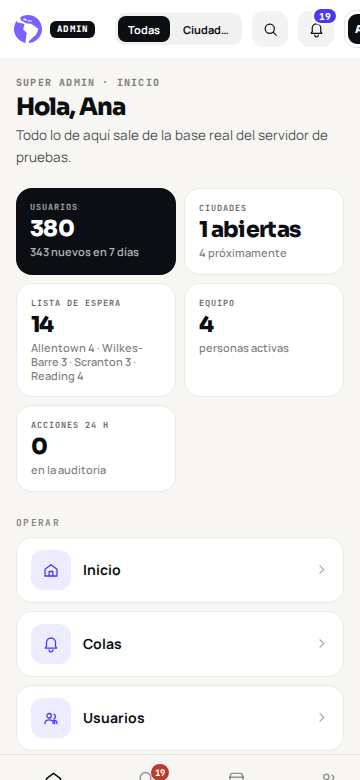 ADMIN
Todas
Ciudad…
19
SUPER ADMIN · INICIO
Hola, Ana
Todo lo de aquí sale de la base real del servidor de
pruebas.
USUARIOS
380
343 nuevos en 7 días
CIUDADES
1 abiertas
4 próximamente
LISTA DE ESPERA
14
Allentown 4 · Wilkes-
Barre 3 · Scranton 3 ·
Reading 4
EQUIPO
4
personas activas
ACCIONES 24 H
0
en la auditoría
OPERAR
Inicio
Colas
Usuarios
19